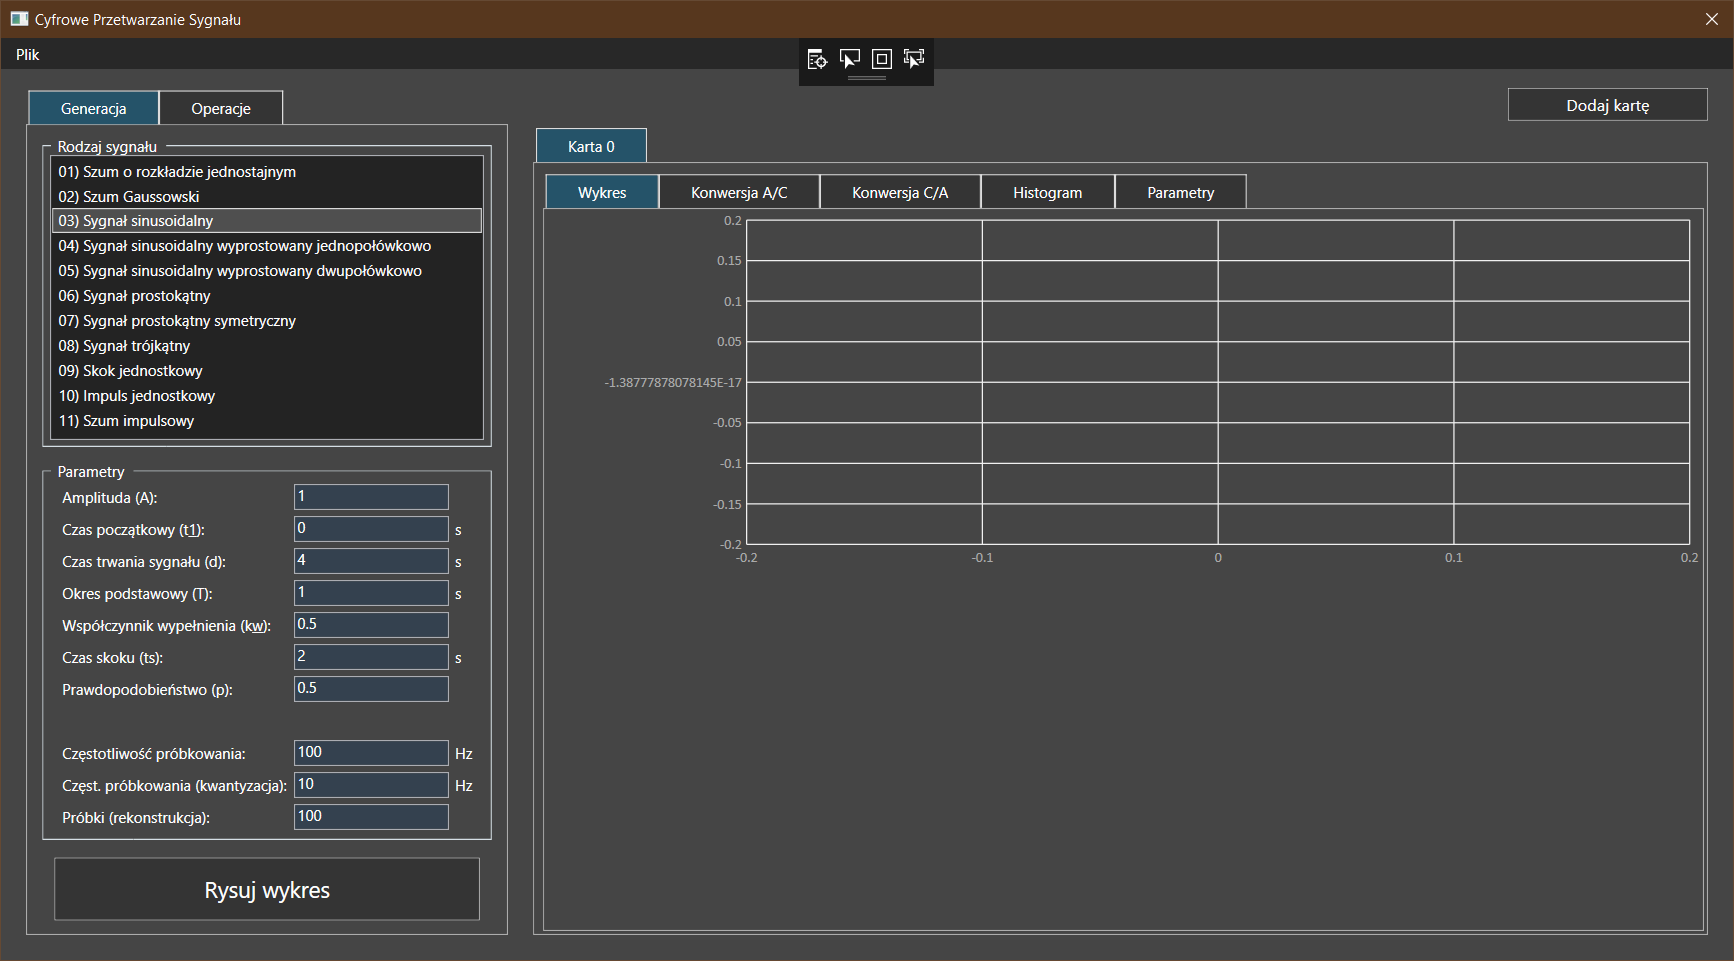 Cyfrowe Przetwarzanie Sygnału
Plik
Generacja
Operacje
Dodaj kartę
Rodzaj sygnału
01) Szum o rozkładzie jednostajnym
02) Szum Gaussowski
03) Sygnał sinusoidalny
04) Sygnał sinusoidalny wyprostowany jednopołówkowo
05) Sygnał sinusoidalny wyprostowany dwupołówkowo
06) Sygnał prostokątny
07) Sygnał prostokątny symetryczny
08) Sygnał trójkątny
09) Skok jednostkowy
10) Impuls jednostkowy
11) Szum impulsowy
Parametry
Amplituda (A): 1
Czas początkowy (t1): 0 s
Czas trwania sygnału (d): 4 s
Okres podstawowy (T): 1 s
Współczynnik wypełnienia (kw): 0.5
Czas skoku (ts): 2 s
Prawdopodobieństwo (p): 0.5
Częstotliwość próbkowania: 100 Hz
Częst. próbkowania (kwantyzacja): 10 Hz
Próbki (rekonstrukcja): 100
Rysuj wykres
Karta 0
Wykres
Konwersja A/C
Konwersja C/A
Histogram
Parametry
0.2
0.15
0.1
0.05
-1.38777878078145E-17
-0.05
-0.1
-0.15
-0.2
-0.2 -0.1 0 0.1 0.2